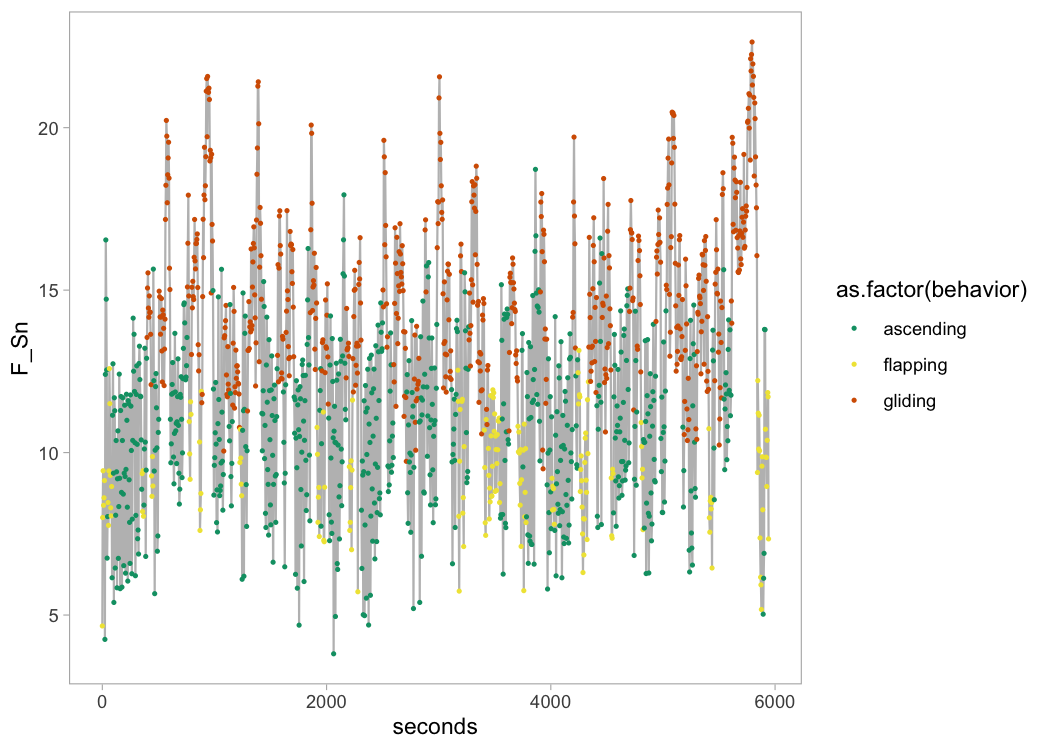 20
15
10
5
F_Sn
0 2000 4000 6000
seconds
as.factor(behavior)
ascending
flapping
gliding